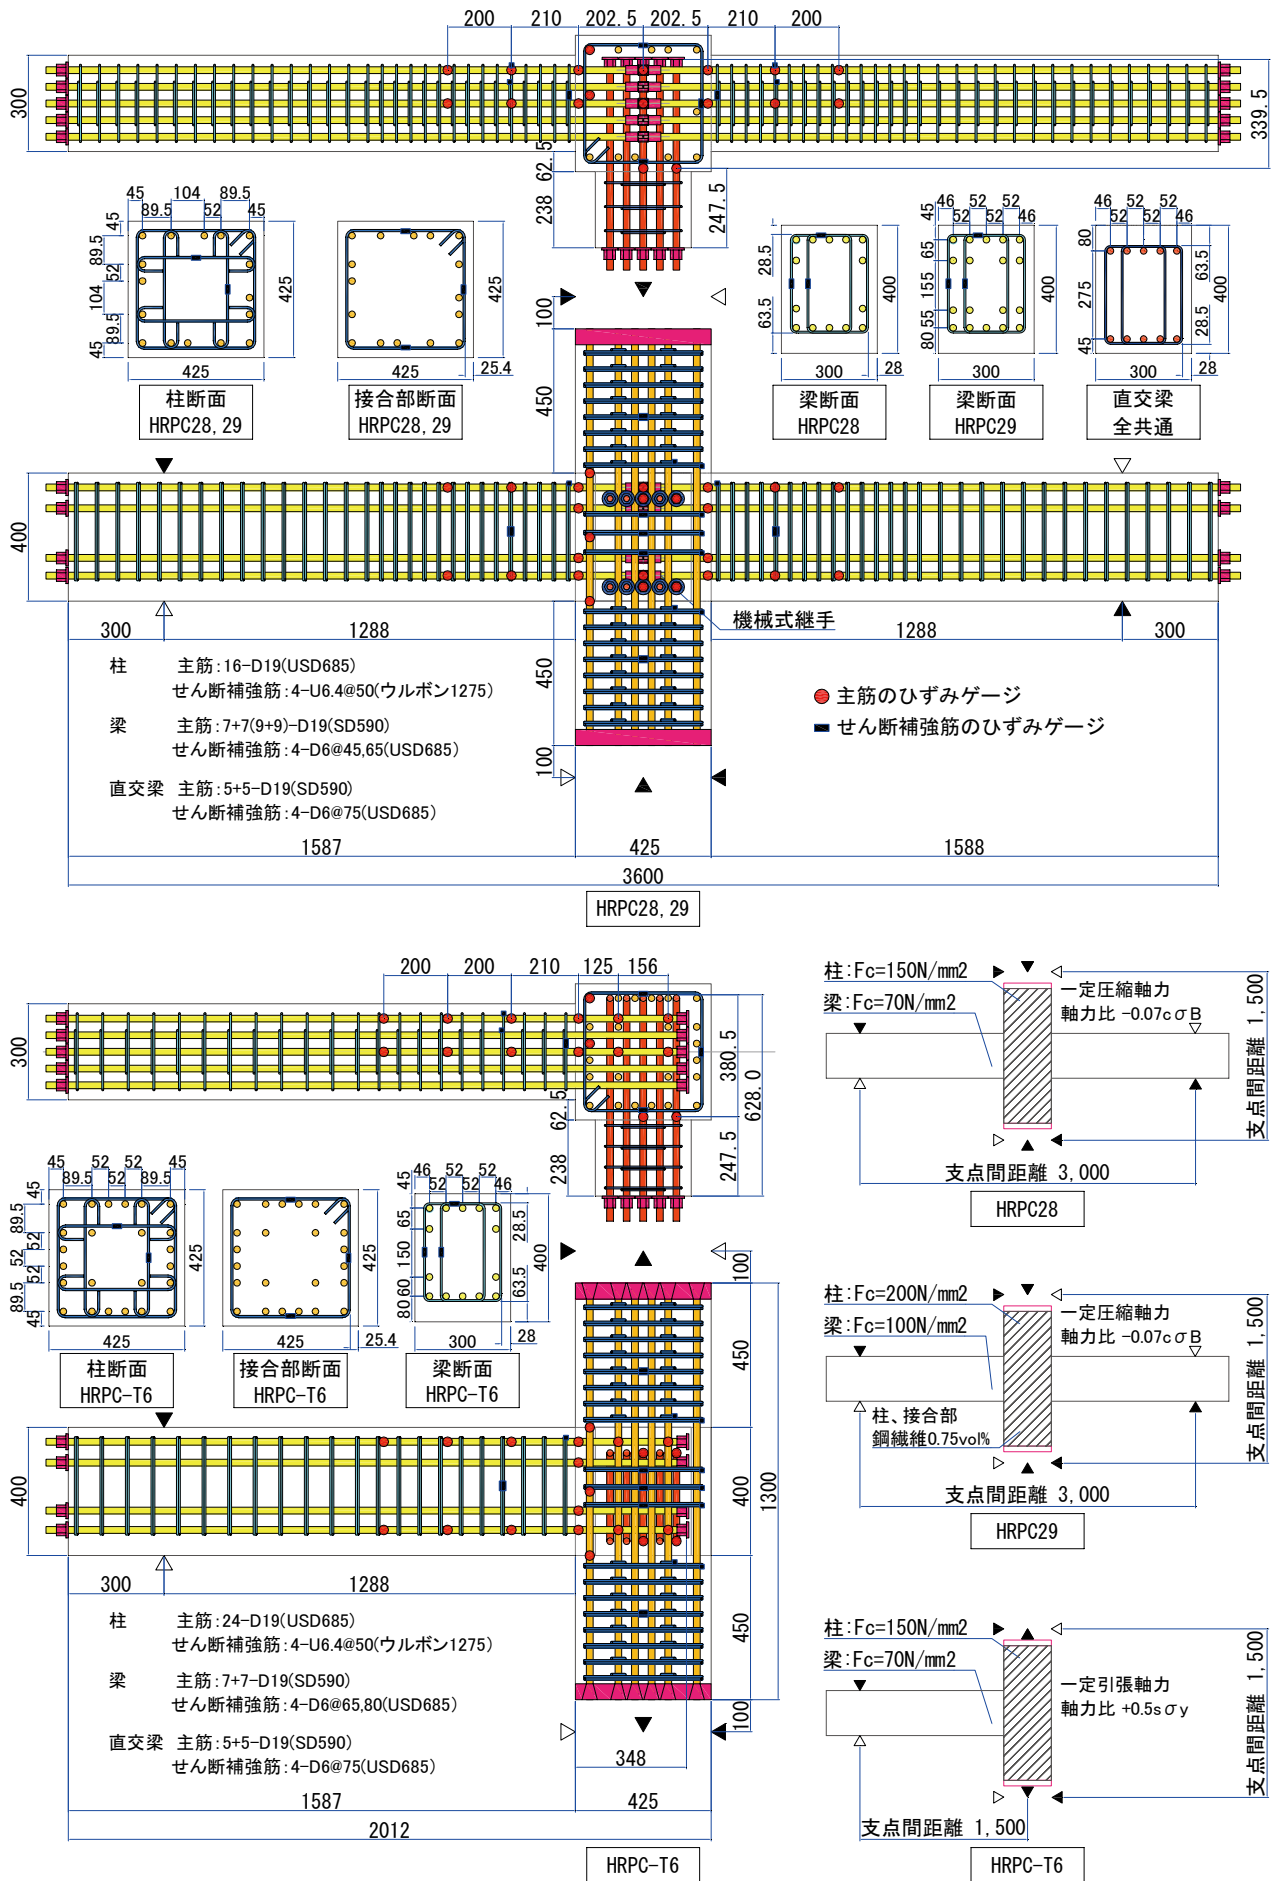 200 210 202.5 202.5 210 200
300
339.5
62.5
238
247.5
45 104 89.5
89.5 52 45
45
89.5
52
104
89.5
45
425
425
柱断面
HRPC28, 29
425
425
25.4
接合部断面
HRPC28, 29
100
450
28.5
63.5
400
300
28
梁断面
HRPC28
46 52 52
52 52 46
45
65
155
55
80
400
300
梁断面
HRPC29
46 52 52
52 52 46
80
275
45
63.5
28.5
400
300
28
直交梁
全共通
400
300
1288
機械式継手
1288
300
450
100
柱 主筋:16-D19(USD685)
せん断補強筋:4-U6.4@50(ウルボン1275)
梁 主筋:7+7(9+9)-D19(SD590)
せん断補強筋:4-D6@45,65(USD685)
直交梁 主筋:5+5-D19(SD590)
せん断補強筋:4-D6@75(USD685)
主筋のひずみゲージ
せん断補強筋のひずみゲージ
1587
425
1588
3600
HRPC28, 29
200 200 210 125 156
300
380.5
628.0
62.5
238
247.5
45 52 52 45
89.5 52 89.5
45
89.5
52
52
52
89.5
45
425
425
柱断面
HRPC-T6
425
425
25.4
接合部断面
HRPC-T6
46 52 52
52 52 46
45
65
150
60
80
28.5
63.5
400
300
28
梁断面
HRPC-T6
100
450
400
1300
450
100
400
300
1288
348
柱 主筋:24-D19(USD685)
せん断補強筋:4-U6.4@50(ウルボン1275)
梁 主筋:7+7-D19(SD590)
せん断補強筋:4-D6@65,80(USD685)
直交梁 主筋:5+5-D19(SD590)
せん断補強筋:4-D6@75(USD685)
1587
425
2012
HRPC-T6
柱:Fc=150N/mm2
梁:Fc=70N/mm2
一定圧縮軸力
軸力比 -0.07cσB
支点間距離 1,500
支点間距離 3,000
HRPC28
柱:Fc=200N/mm2
梁:Fc=100N/mm2
一定圧縮軸力
軸力比 -0.07cσB
柱、接合部
鋼繊維0.75vol%
支点間距離 1,500
支点間距離 3,000
HRPC29
柱:Fc=150N/mm2
梁:Fc=70N/mm2
一定引張軸力
軸力比 +0.5sσy
支点間距離 1,500
支点間距離 1,500
HRPC-T6